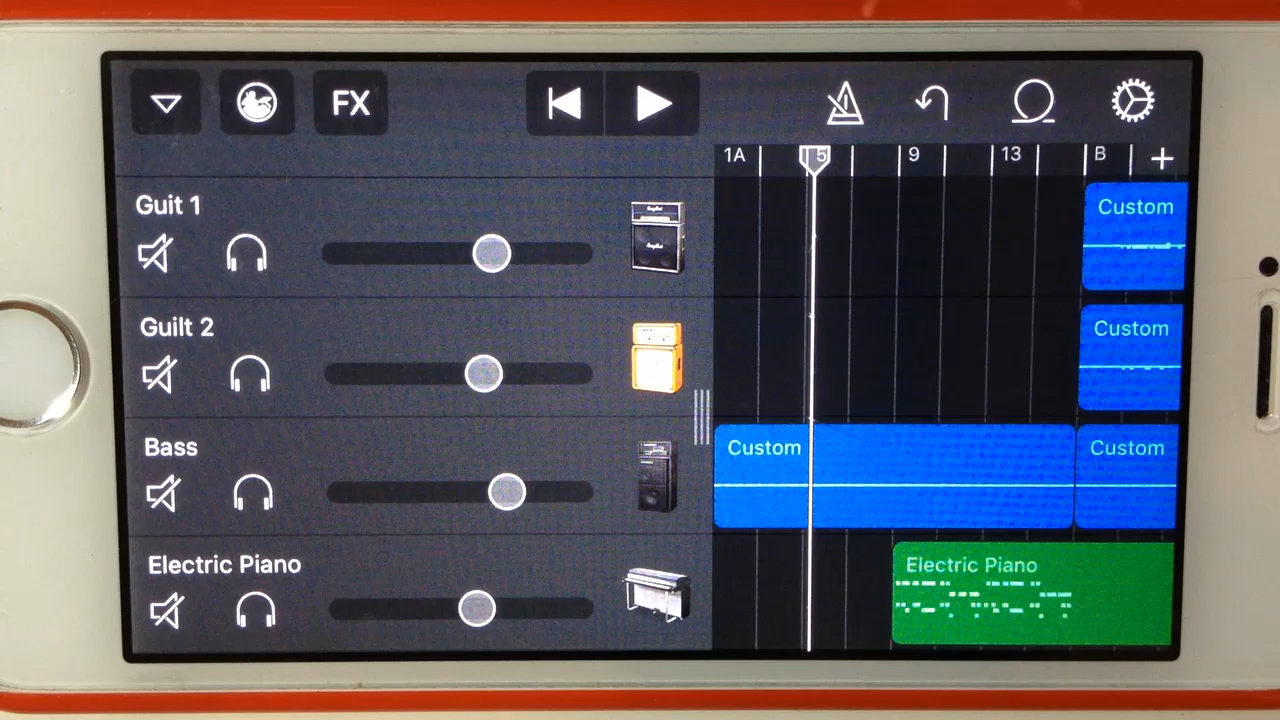 FX
1A 5 9 13 B +
Guit 1
Custom
Guilt 2
Custom
Bass
Custom Custom
Electric Piano
Electric Piano